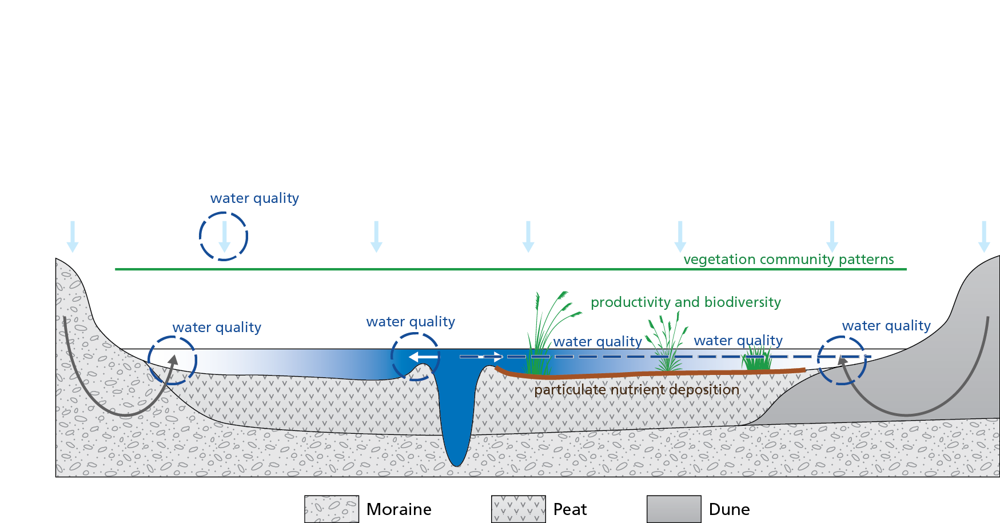 water quality
vegetation community patterns
productivity and biodiversity
water quality
water quality
water quality
water quality
water quality
particulate nutrient deposition
Moraine
Peat
Dune